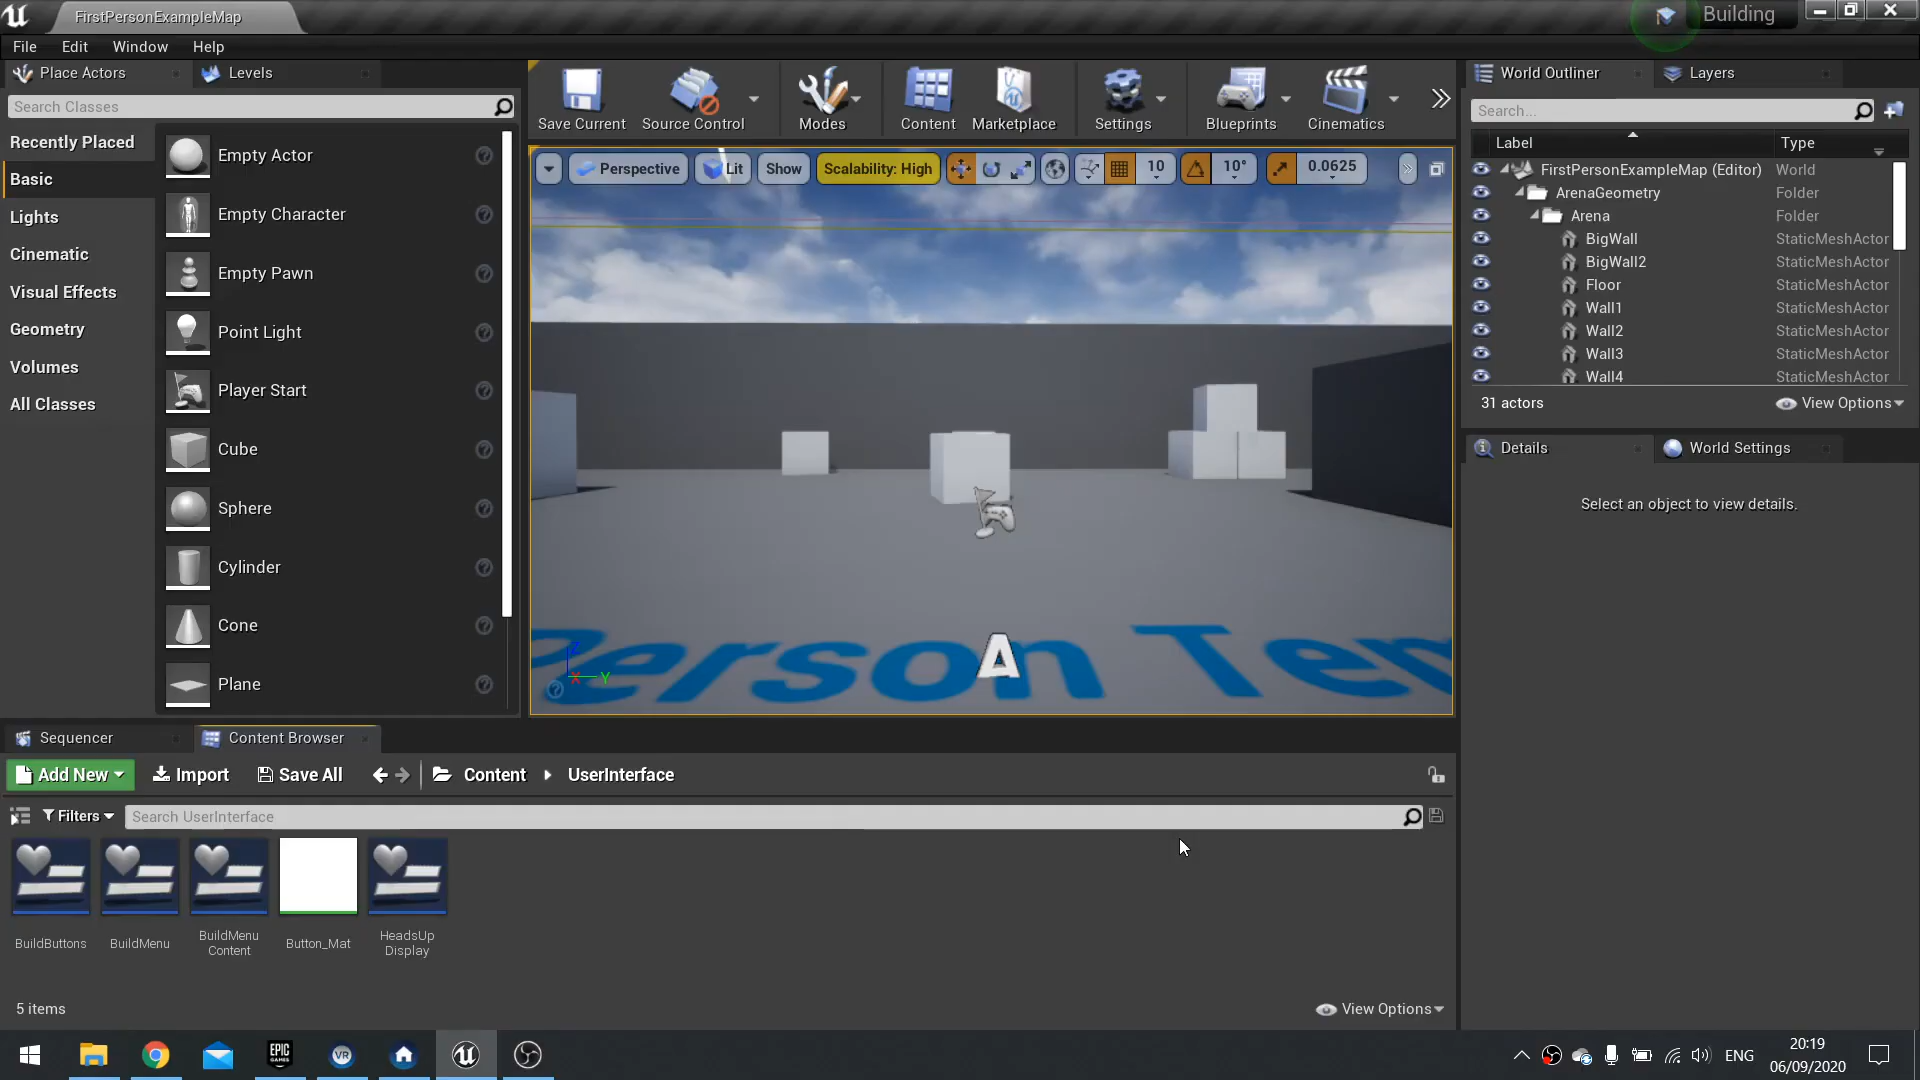 FirstPersonExampleMap
Building
File Edit Window Help
Place Actors
Levels
Search Classes
Recently Placed
Basic
Lights
Cinematic
Visual Effects
Geometry
Volumes
All Classes
Empty Actor
Empty Character
Empty Pawn
Point Light
Player Start
Cube
Sphere
Cylinder
Cone
Plane
Save Current
Source Control
Modes
Content
Marketplace
Settings
Blueprints
Cinematics
Perspective
Lit
Show
Scalability: High
10
10°
0.0625
Person Tem
A
Z
X
Y
World Outliner
Layers
Search...
Label Type
FirstPersonExampleMap (Editor) World
ArenaGeometry Folder
Arena Folder
BigWall StaticMeshActor
BigWall2 StaticMeshActor
Floor StaticMeshActor
Wall1 StaticMeshActor
Wall2 StaticMeshActor
Wall3 StaticMeshActor
Wall4 StaticMeshActor
31 actors
View Options
Details
World Settings
Select an object to view details.
Sequencer
Content Browser
Add New
Import
Save All
Content
UserInterface
Filters
Search UserInterface
BuildButtons
BuildMenu
BuildMenu
Content
Button_Mat
HeadsUp
Display
5 items
View Options
EPIC
GAMES
VR
ENG
20:19
06/09/2020